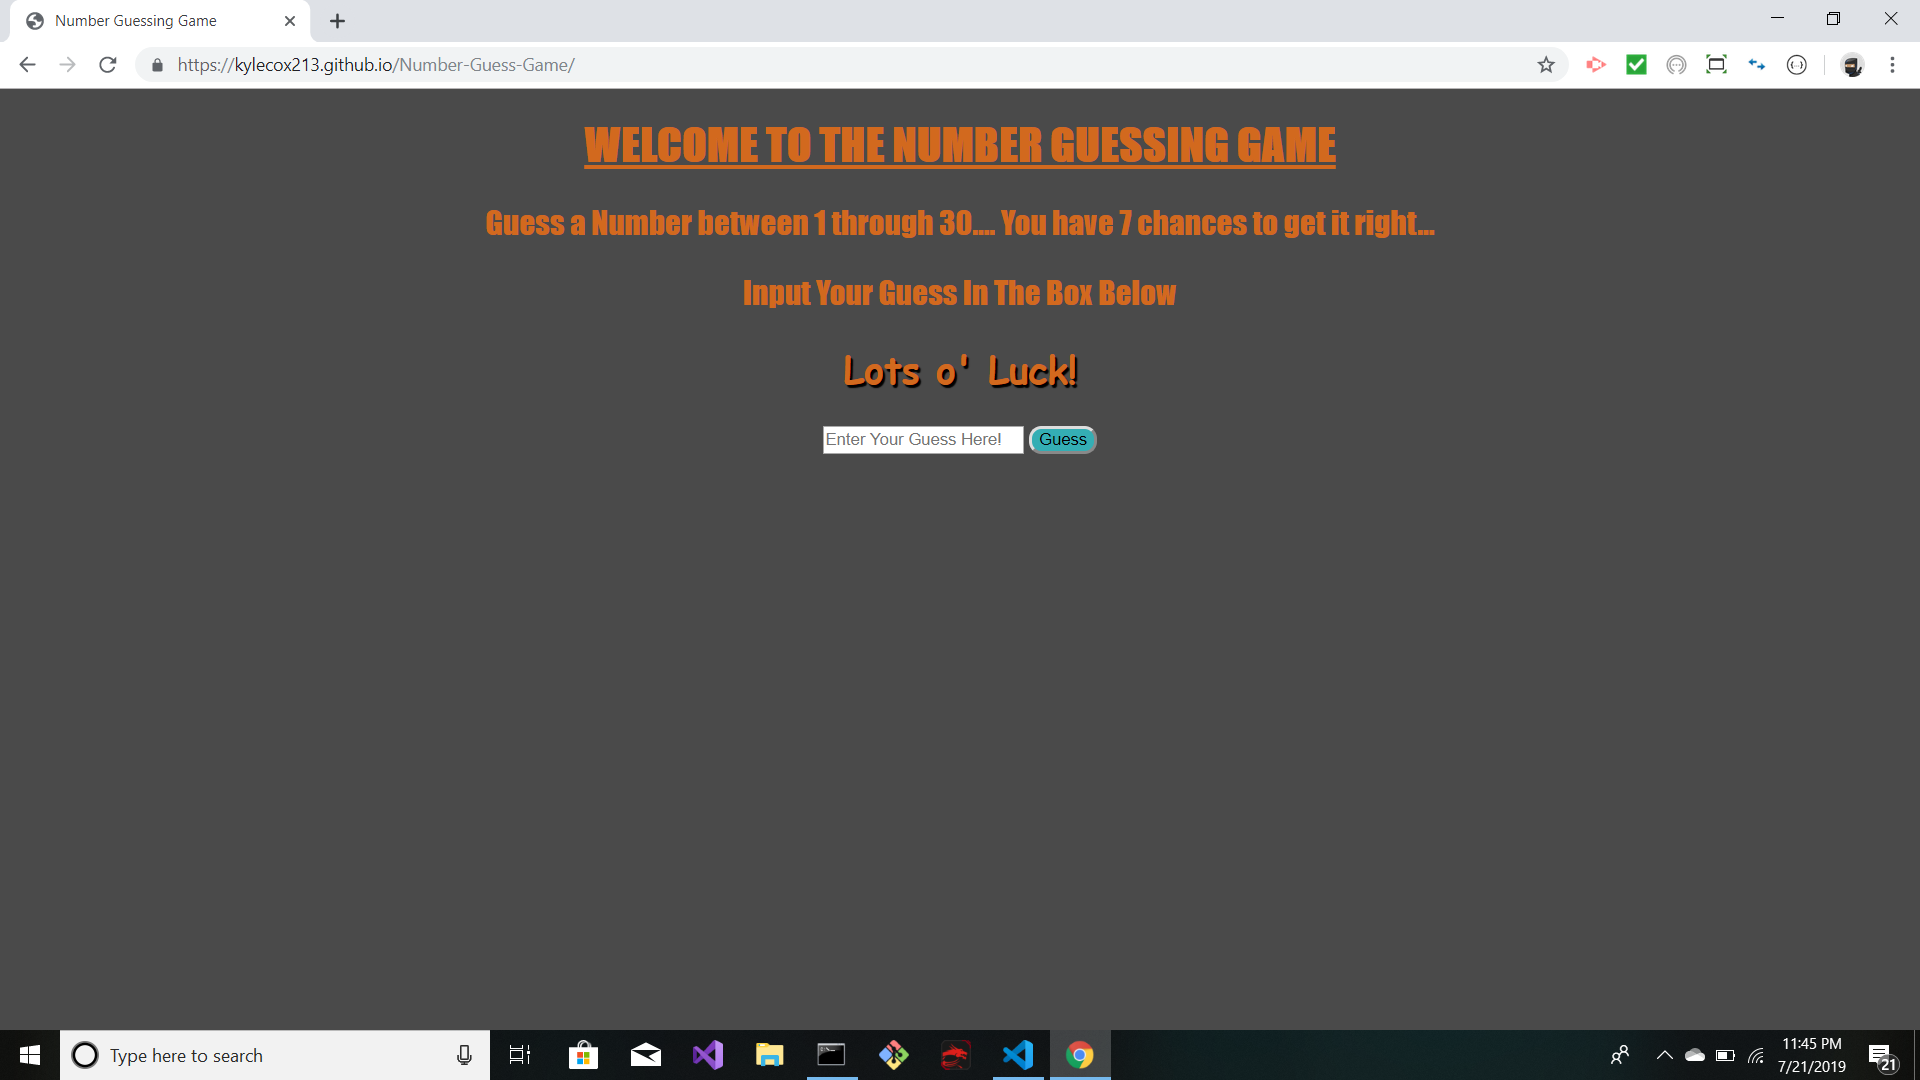 Number Guessing Game
https://kylecox213.github.io/Number-Guess-Game/
WELCOME TO THE NUMBER GUESSING GAME
Guess a Number between 1 through 30.... You have 7 chances to get it right...
Input Your Guess In The Box Below
Lots o' Luck!
Enter Your Guess Here! Guess
Type here to search
11:45 PM
7/21/2019
21